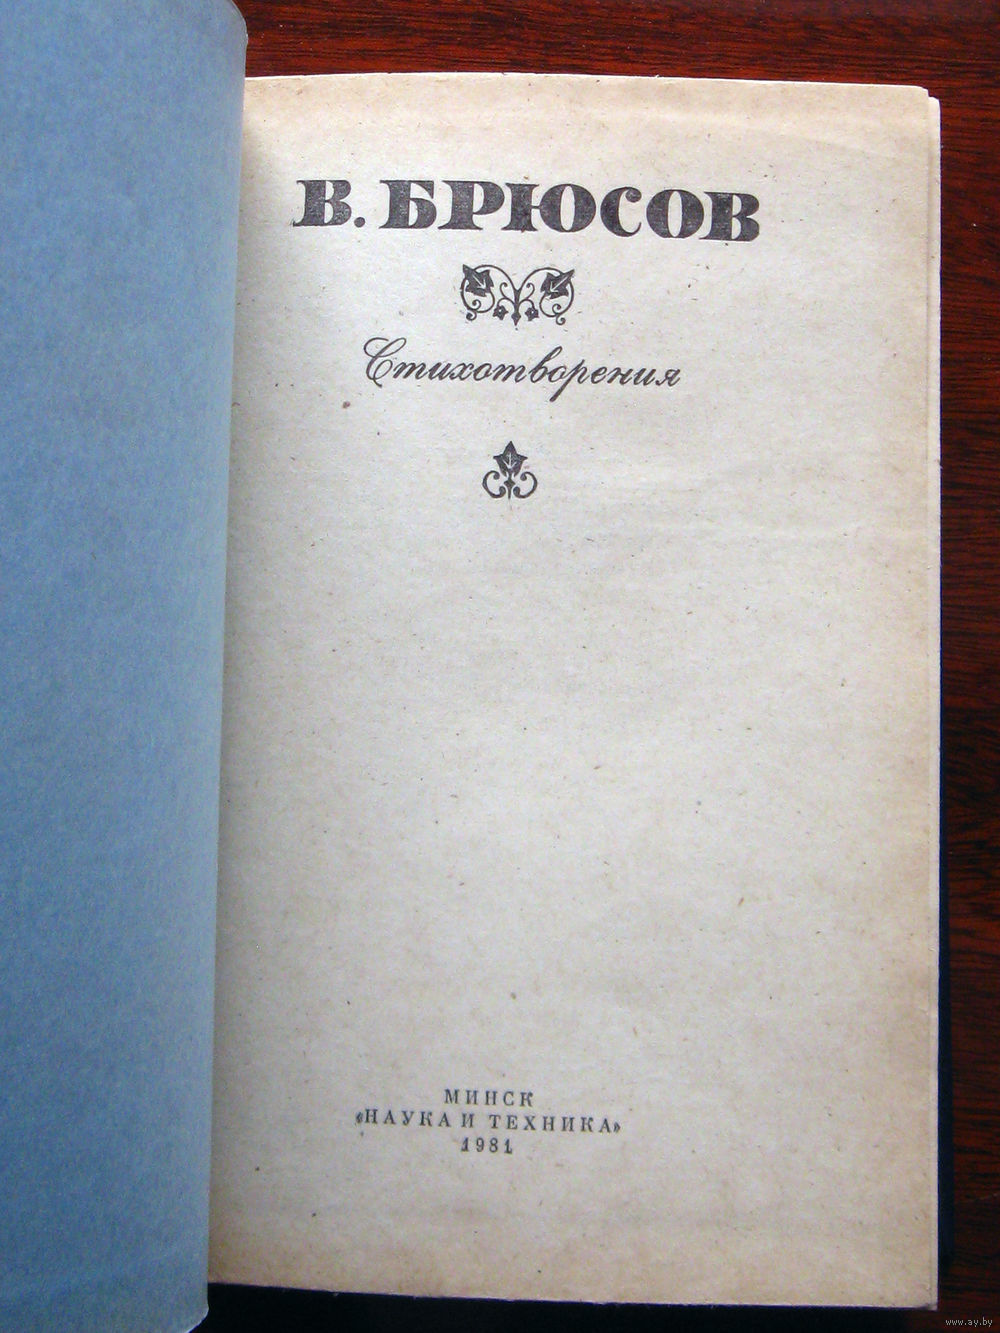 В. БРЮСОВ
Стихотворения
МИНСК
«НАУКА И ТЕХНИКА»
1981
www.ay.by